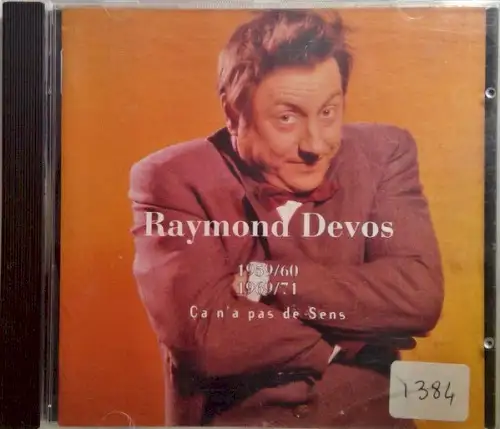 Raymond Devos
1959/60
1969/71
Ça n'a pas de Sens
1384